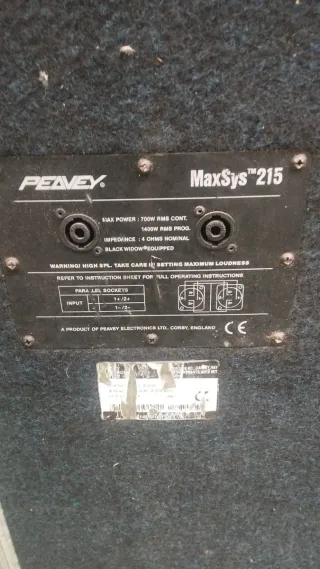 PEAVEY® MaxSys™215
MAX POWER : 700W RMS CONT.
1400W RMS PROG.
IMPEDANCE : 4 OHMS NOMINAL
BLACK WIDOW® EQUIPPED
WARNING! HIGH SPL. TAKE CARE IN SETTING MAXIMUM LOUDNESS
REFER TO INSTRUCTION SHEET FOR FULL OPERATING INSTRUCTIONS
PARALLEL SOCKETS
INPUT + 1+/2+
- 1-/2-
A PRODUCT OF PEAVEY ELECTRONICS LTD. CORBY, ENGLAND CE